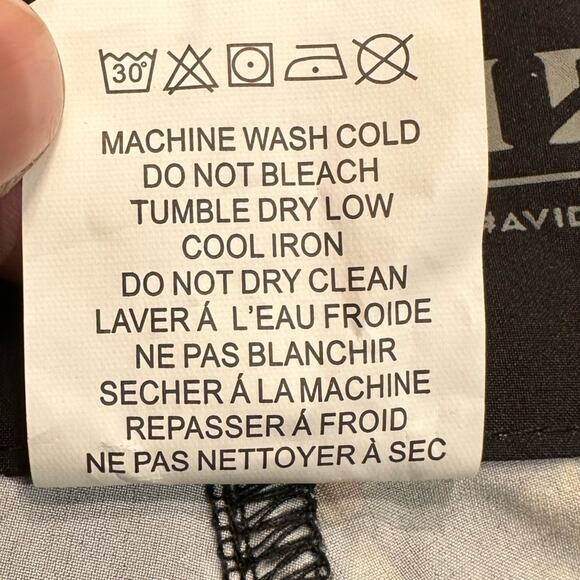 30°
MACHINE WASH COLD
DO NOT BLEACH
TUMBLE DRY LOW
COOL IRON
DO NOT DRY CLEAN
LAVER Á L'EAU FROIDE
NE PAS BLANCHIR
SECHER Á LA MACHINE
REPASSER Á FROID
NE PAS NETTOYER À SEC
#AVID